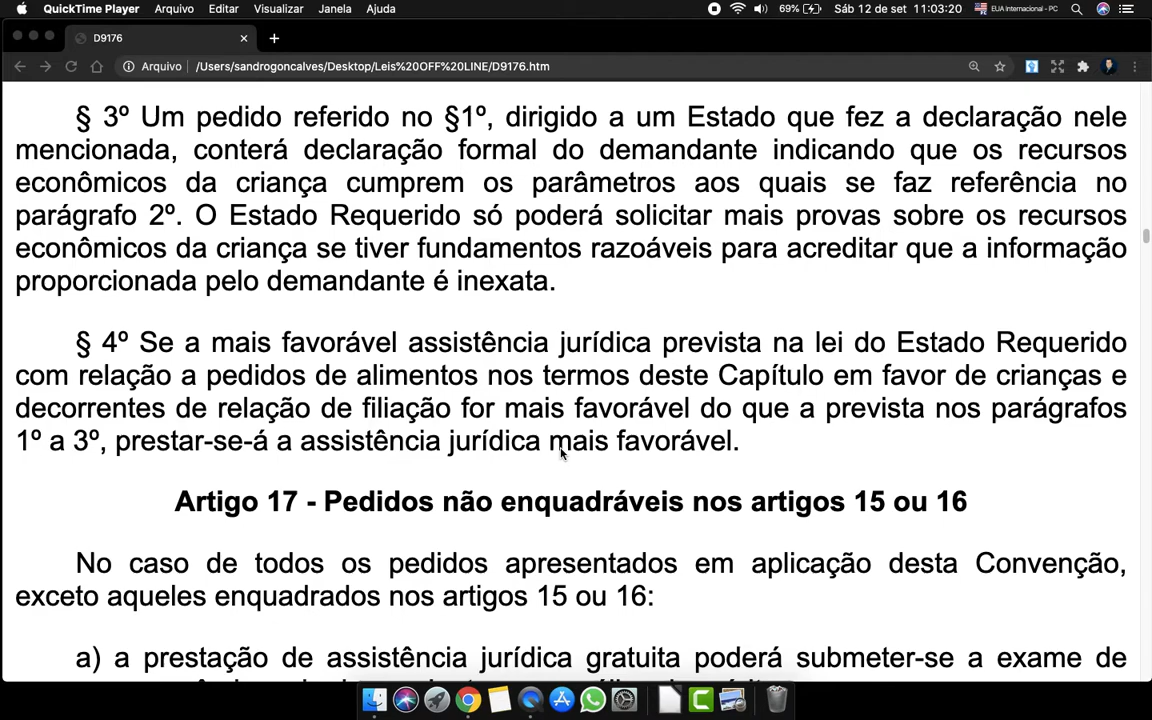 QuickTime Player Arquivo Editar Visualizar Janela Ajuda 69% Sáb 12 de set 11:03:20 EUA Internacional - PC
D9176
Arquivo /Users/sandrogoncalves/Desktop/Leis%20OFF%20LINE/D9176.htm
§ 3º Um pedido referido no §1º, dirigido a um Estado que fez a declaração nele
mencionada, conterá declaração formal do demandante indicando que os recursos
econômicos da criança cumprem os parâmetros aos quais se faz referência no
parágrafo 2º. O Estado Requerido só poderá solicitar mais provas sobre os recursos
econômicos da criança se tiver fundamentos razoáveis para acreditar que a informação
proporcionada pelo demandante é inexata.
§ 4º Se a mais favorável assistência jurídica prevista na lei do Estado Requerido
com relação a pedidos de alimentos nos termos deste Capítulo em favor de crianças e
decorrentes de relação de filiação for mais favorável do que a prevista nos parágrafos
1º a 3º, prestar-se-á a assistência jurídica mais favorável.
Artigo 17 - Pedidos não enquadráveis nos artigos 15 ou 16
No caso de todos os pedidos apresentados em aplicação desta Convenção,
exceto aqueles enquadrados nos artigos 15 ou 16:
a) a prestação de assistência jurídica gratuita poderá submeter-se a exame de